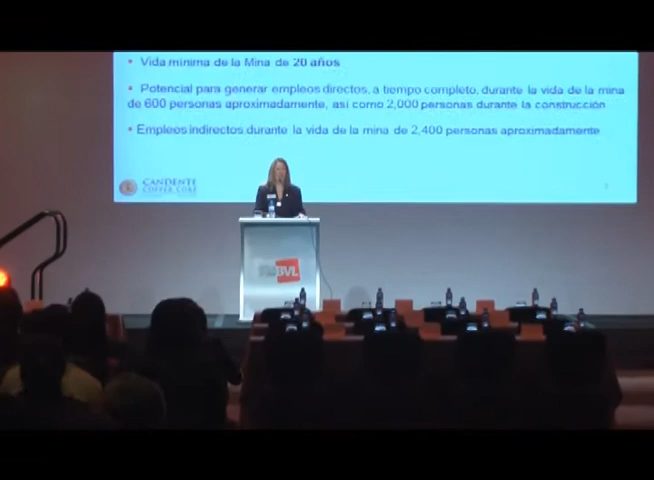 • Vida mínima de la Mina de 20 años
• Potencial para generar empleos directos, a tiempo completo, durante la vida de la mina
de 600 personas aproximadamente, así como 2,000 personas durante la construcción
• Empleos indirectos durante la vida de la mina de 2,400 personas aproximadamente
CANDENTE
COPPER CORP
BVL